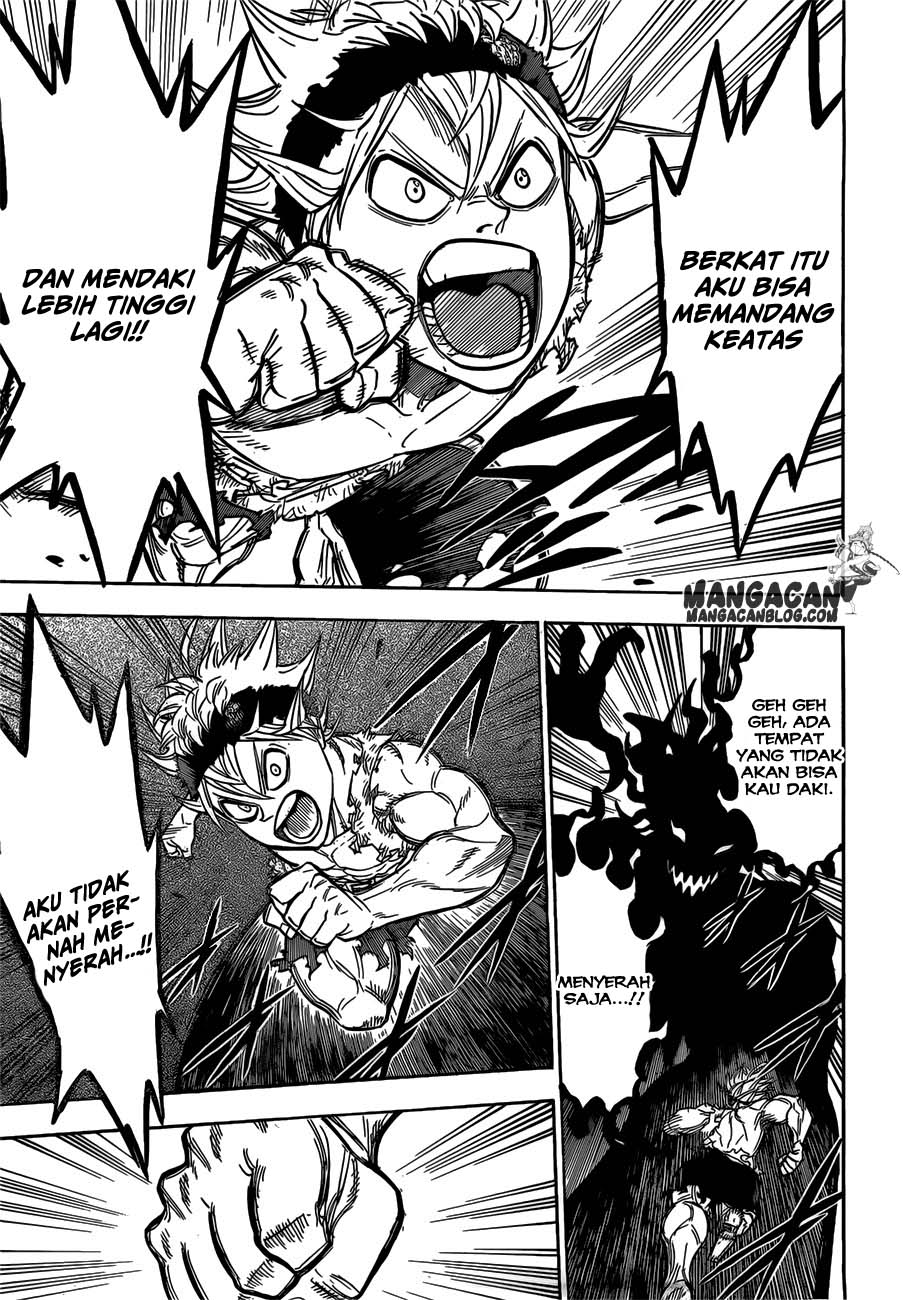 BERKAT ITU
AKU BISA
MEMANDANG
KEATAS
DAN MENDAKI
LEBIH TINGGI
LAGI!!
MANGACAN
MANGACANBLOG.COM
GEH GEH
GEH, ADA
TEMPAT
YANG TIDAK
AKAN BISA
KAU DAKI.
MENYERAH
SAJA...!!
AKU TIDAK
AKAN PER-
NAH ME-
NYERAH...!!